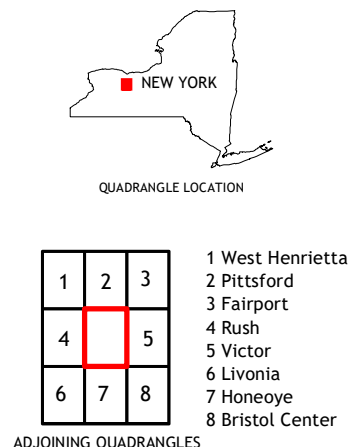 NEW YORK
QUADRANGLE LOCATION
1 2 3
4 5
6 7 8
1 West Henrietta
2 Pittsford
3 Fairport
4 Rush
5 Victor
6 Livonia
7 Honeoye
8 Bristol Center
ADJOINING QUADRANGLES